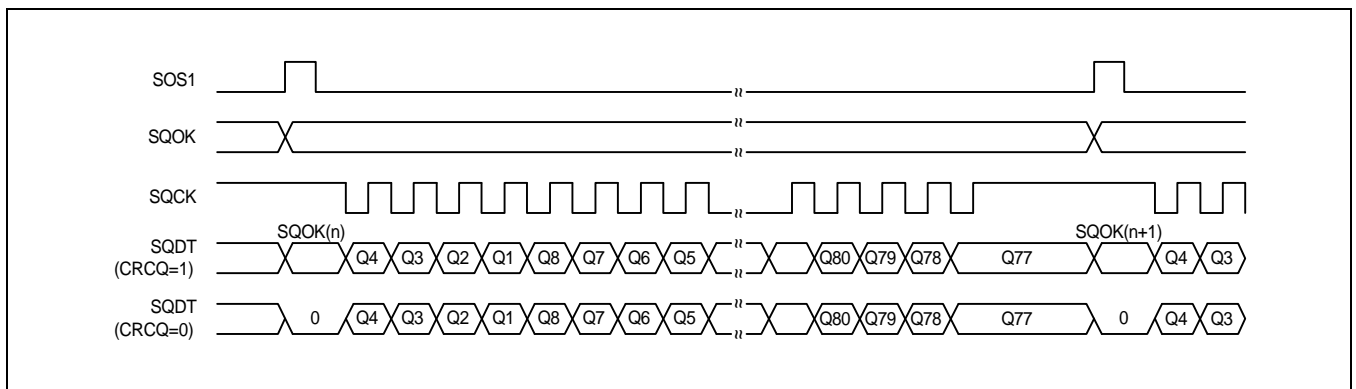 SOS1
SQOK
SQCK
SQOK(n) SQOK(n+1)
SQDT
(CRCQ=1) Q4 Q3 Q2 Q1 Q8 Q7 Q6 Q5 Q80 Q79 Q78 Q77 Q4 Q3
SQDT
(CRCQ=0) 0 Q4 Q3 Q2 Q1 Q8 Q7 Q6 Q5 Q80 Q79 Q78 Q77 0 Q4 Q3